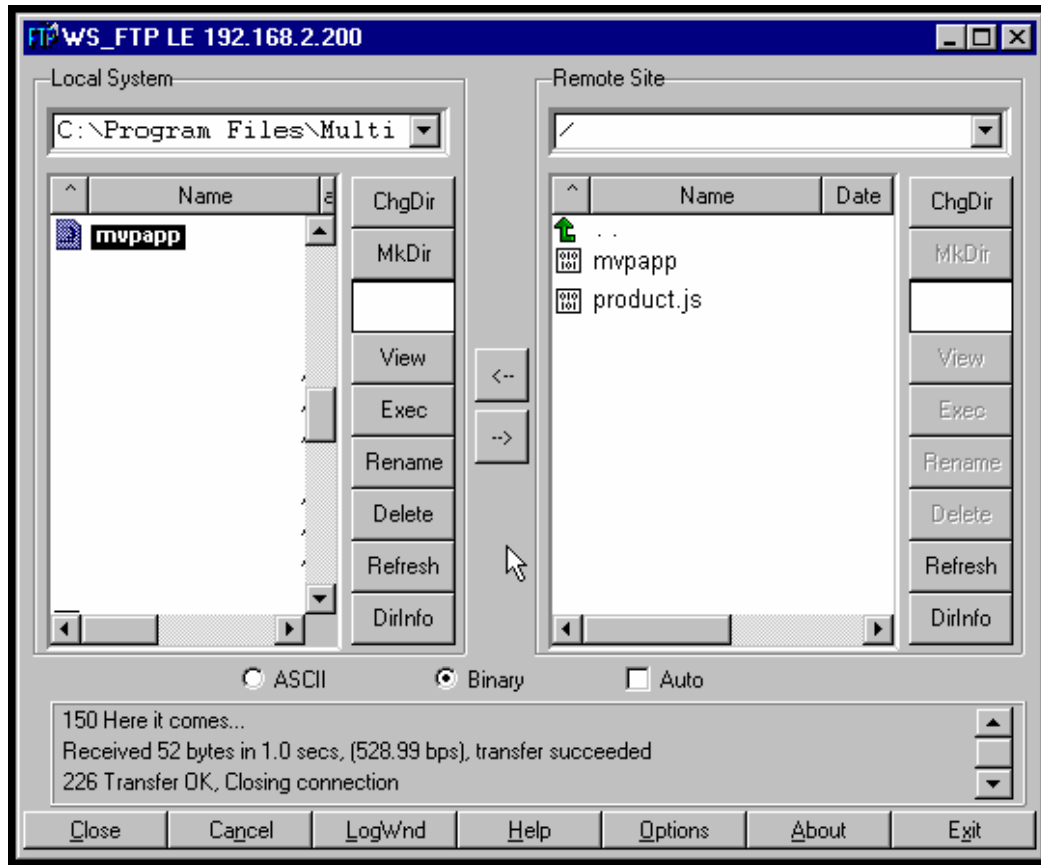 WS_FTP LE 192.168.2.200
Local System
C:\Program Files\Multi
^ Name
mvpapp
ChgDir
MkDir
View
Exec
Rename
Delete
Refresh
DirInfo
<--
-->
Remote Site
/
^ Name Date
..
mvpapp
product.js
ChgDir
MkDir
View
Exec
Rename
Delete
Refresh
DirInfo
ASCII Binary Auto
150 Here it comes...
Received 52 bytes in 1.0 secs, (528.99 bps), transfer succeeded
226 Transfer OK, Closing connection
Close Cancel LogWnd Help Options About Exit